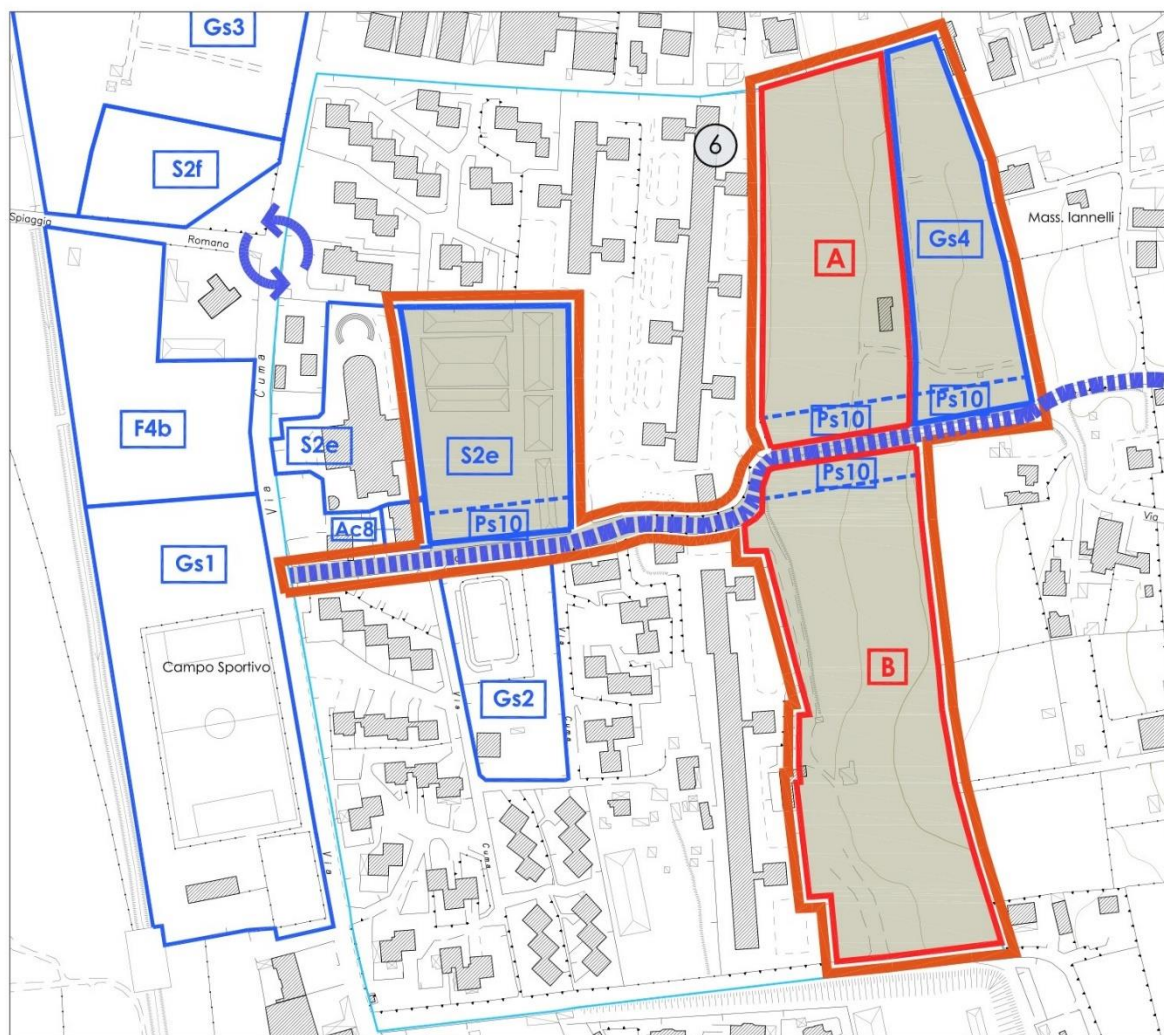 Gs3
S2f
6
Spiaggia
Romana
Mass. Iannelli
A
Gs4
Cuma
F4b
Ps10
Ps10
S2e
S2e
Ps10
Via
Ps10
Ac8
Via
Gs1
Via
Campo Sportivo
B
Gs2
Via
Cuma
Cuma
Via